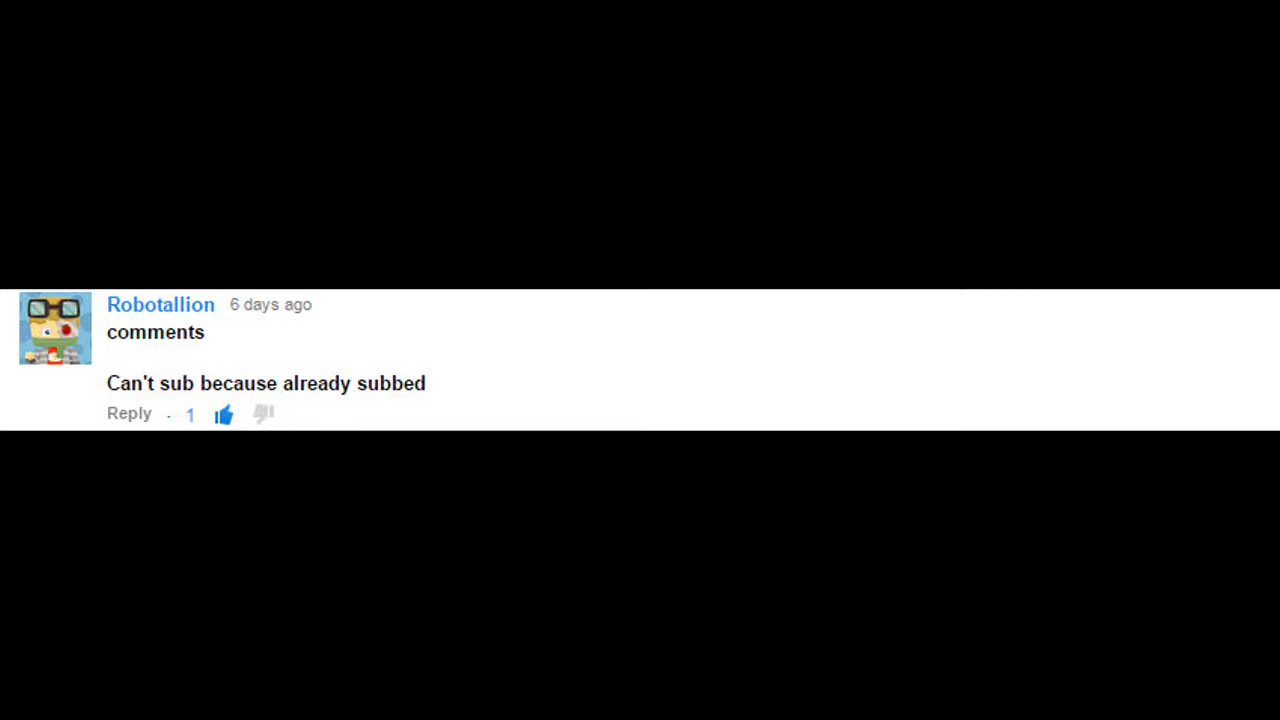 Robotallion 6 days ago
comments
Can't sub because already subbed
Reply · 1